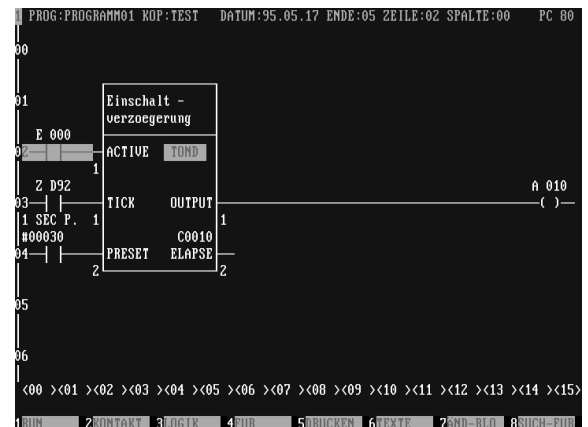 1 PROG:PROGRAMM01 KOP:TEST DATUM:95.05.17 ENDE:05 ZEILE:02 SPALTE:00 PC 80
00
01 Einschalt -
verzoegerung
E 000
02 ACTIVE TOND
1
Z D92 A 010
03 TICK OUTPUT ( )
1 SEC P. 1 1
#00030 C0010
04 PRESET ELAPSE
2 2
05
06
<00 ><01 ><02 ><03 ><04 ><05 ><06 ><07 ><08 ><09 ><10 ><11 ><12 ><13 ><14 ><15>
1RUN 2KONTAKT 3LOGIK 4FUB 5DRUCKEN 6TEXTE 7AND-BLO 8SUCH-FUB